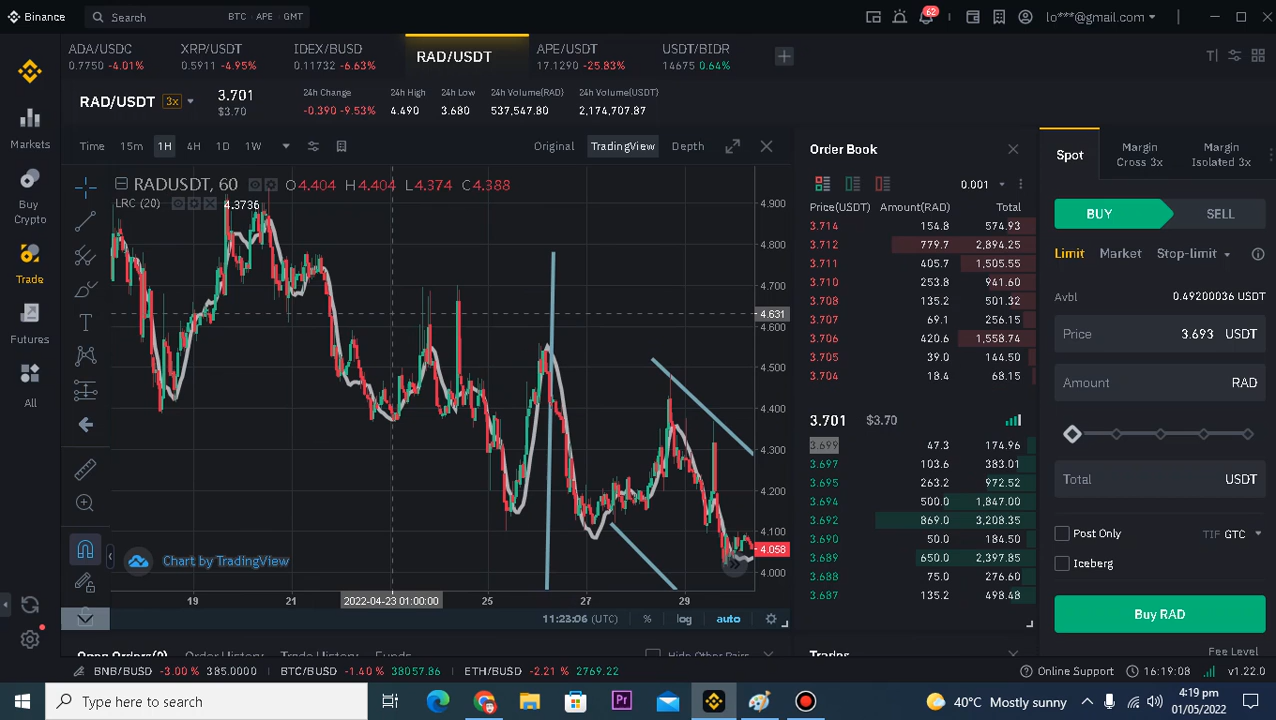 Binance
Search
BTC · APE · GMT
62
lo***@gmail.com
ADA/USDC
0.7750 -4.01%
XRP/USDT
0.5911 -4.95%
IDEX/BUSD
0.11732 -6.63%
RAD/USDT
APE/USDT
17.1290 -25.83%
USDT/BIDR
14675 0.64%
RAD/USDT 3x
3.701
$3.70
24h Change
-0.390 -9.53%
24h High
4.490
24h Low
3.680
24h Volume(RAD)
537,547.80
24h Volume(USDT)
2,174,707.87
Markets
Buy
Crypto
Trade
Futures
All
Time 15m 1H 4H 1D 1W
Original TradingView Depth
RADUSDT, 60 O4.404 H4.404 L4.374 C4.388
LRC (20) 4.3736
4.900
4.800
4.700
4.631
4.600
4.500
4.400
4.300
4.200
4.100
4.058
4.000
Chart by TradingView
19 21 2022-04-23 01:00:00 25 27 29
11:23:06 (UTC) % log auto
Open Orders(0) Order History Trade History Funds Hide Other Pairs
Order Book
0.001
Price(USDT) Amount(RAD) Total
3.714 154.8 574.93
3.712 779.7 2,894.25
3.711 405.7 1,505.55
3.710 253.8 941.60
3.708 135.2 501.32
3.707 69.1 256.15
3.706 420.6 1,558.74
3.705 39.0 144.50
3.704 18.4 68.15
3.701 $3.70
3.699 47.3 174.96
3.697 103.6 383.01
3.695 263.2 972.52
3.694 500.0 1,847.00
3.692 869.0 3,208.35
3.690 50.0 184.50
3.689 650.0 2,397.85
3.688 75.0 276.60
3.687 135.2 498.48
Trades
Spot
Margin
Cross 3x
Margin
Isolated 3x
BUY SELL
Limit Market Stop-limit
Avbl 0.49200036 USDT
Price 3.693 USDT
Amount RAD
Total USDT
Post Only TIF GTC
Iceberg
Buy RAD
Fee Level
BNB/BUSD -3.00 % 385.0000
BTC/BUSD -1.40 % 38057.86
ETH/BUSD -2.21 % 2769.22
Online Support
16:19:08
v1.22.0
Type here to search
Pr
40°C Mostly sunny
4:19 pm
01/05/2022